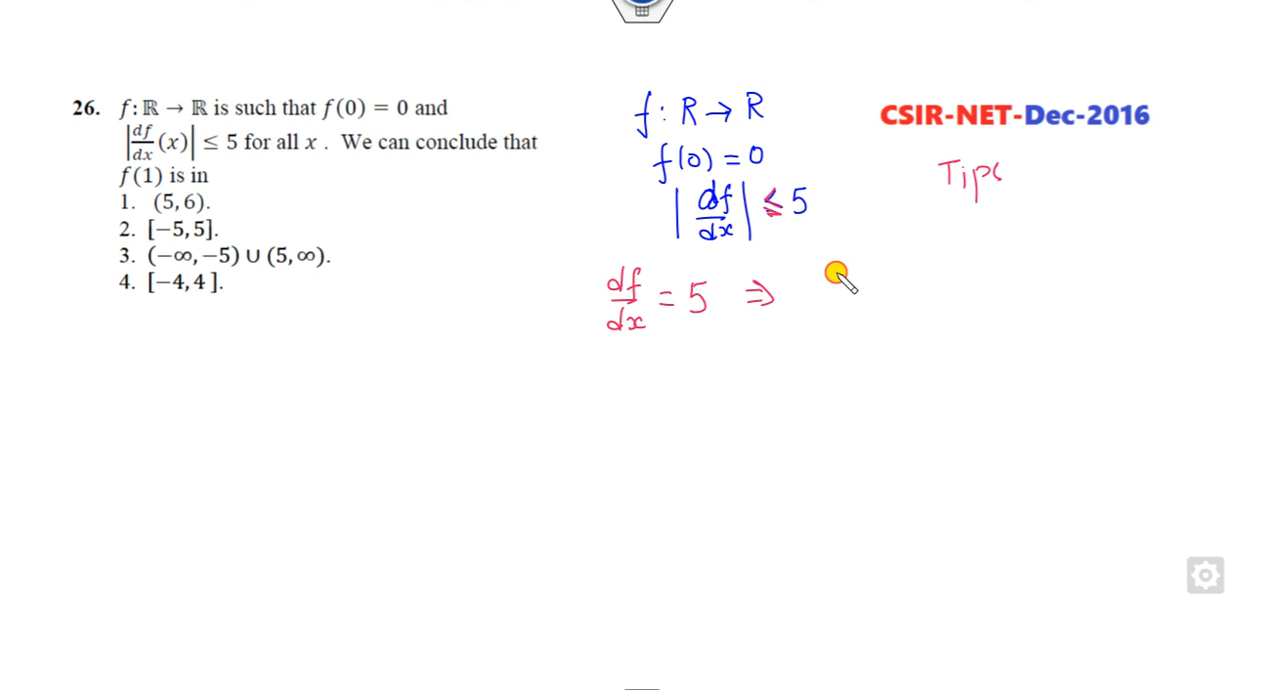 26. f: ℝ → ℝ is such that f(0) = 0 and
|df/dx (x)| ≤ 5 for all x . We can conclude that
f(1) is in
1. (5, 6).
2. [−5, 5].
3. (−∞, −5) ∪ (5, ∞).
4. [−4, 4].
f : R → R
f(0) = 0
|df/dx| ≤ 5
df/dx = 5 ⇒
CSIR-NET-Dec-2016
Tips